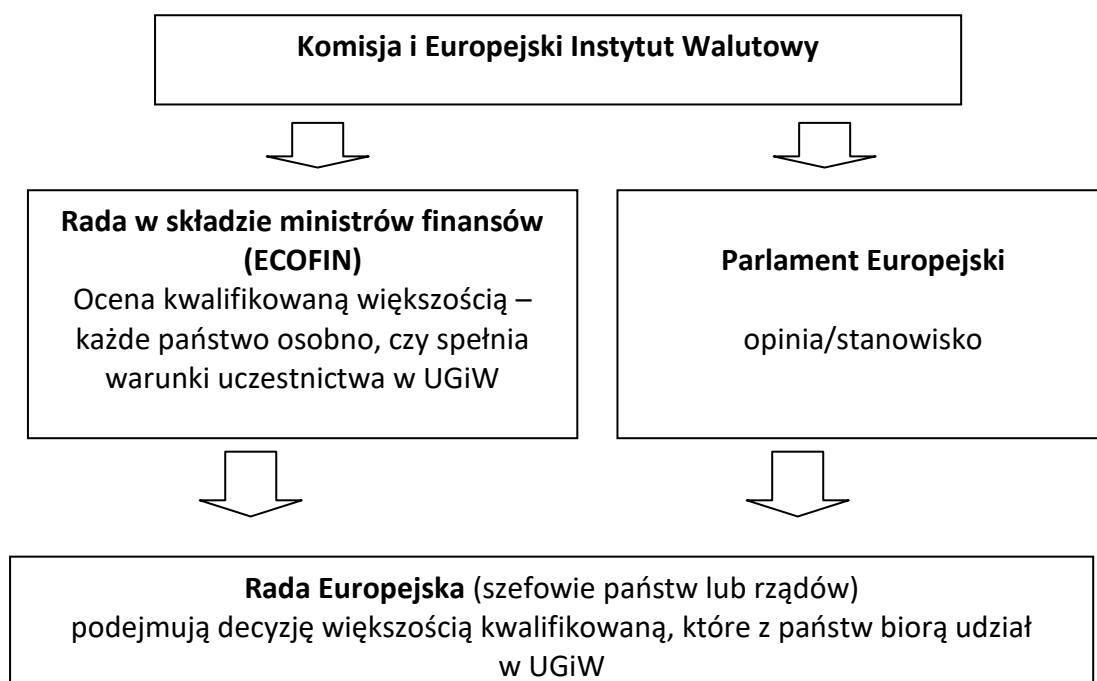 Komisja i Europejski Instytut Walutowy
Rada w składzie ministrów finansów
(ECOFIN)
Ocena kwalifikowaną większością –
każde państwo osobno, czy spełnia
warunki uczestnictwa w UGiW
Parlament Europejski
opinia/stanowisko
Rada Europejska (szefowie państw lub rządów)
podejmują decyzję większością kwalifikowaną, które z państw biorą udział
w UGiW